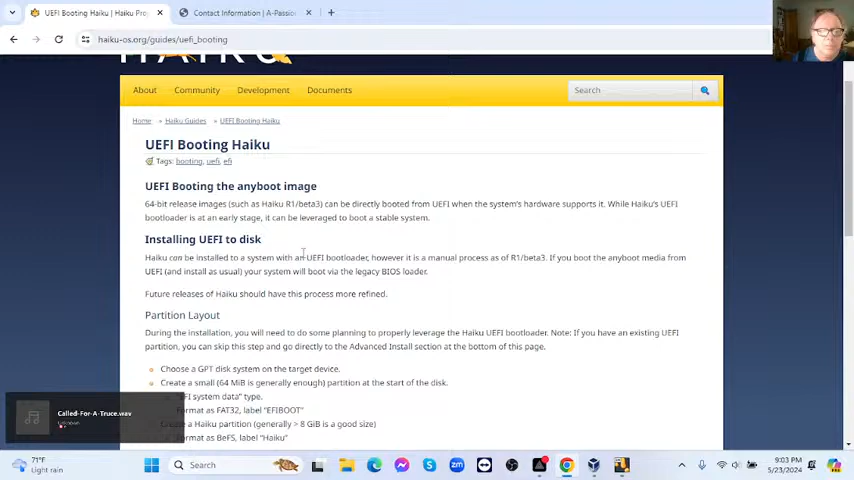 UEFI Booting Haiku | Haiku Pro
Contact Information | A-Passion
haiku-os.org/guides/uefi_booting
HAIKU
About Community Development Documents Search
Home » Haiku Guides » UEFI Booting Haiku
UEFI Booting Haiku
Tags: booting, uefi, efi
UEFI Booting the anyboot image
64-bit release images (such as Haiku R1/beta3) can be directly booted from UEFI when the system's hardware supports it. While Haiku's UEFI
bootloader is at an early stage, it can be leveraged to boot a stable system.
Installing UEFI to disk
Haiku can be installed to a system with an UEFI bootloader, however it is a manual process as of R1/beta3. If you boot the anyboot media from
UEFI (and install as usual) your system will boot via the legacy BIOS loader.
Future releases of Haiku should have this process more refined.
Partition Layout
During the installation, you will need to do some planning to properly leverage the Haiku UEFI bootloader. Note: If you have an existing UEFI
partition, you can skip this step and go directly to the Advanced Install section at the bottom of this page.
Choose a GPT disk system on the target device.
Create a small (64 MiB is generally enough) partition at the start of the disk.
"EFI system data" type.
Format as FAT32, label "EFIBOOT"
Create a Haiku partition (generally > 8 GiB is a good size)
Format as BeFS, label "Haiku"
Called-For-A-Truce.wav
71°F
Light rain
Search
9:03 PM
5/23/2024